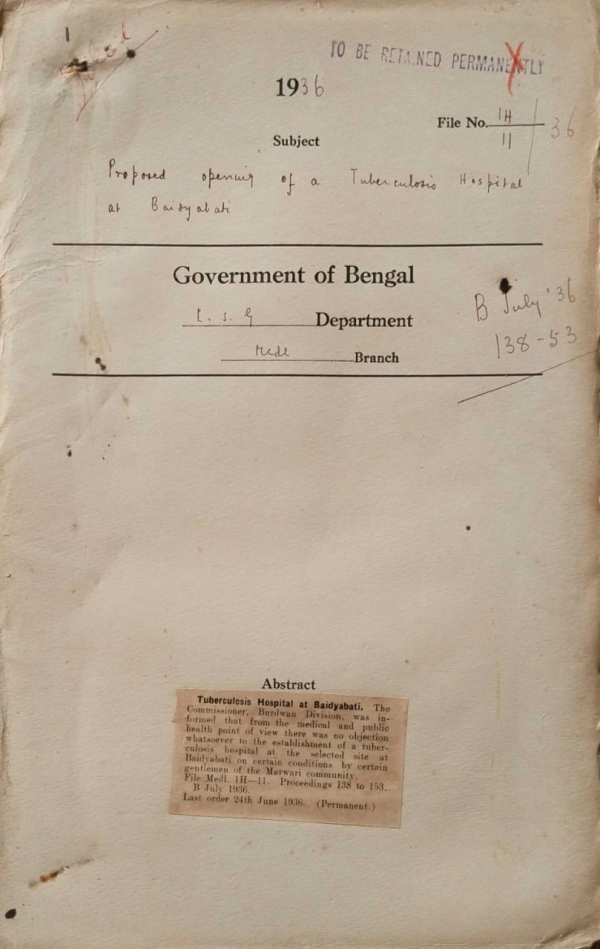 TO BE RETAINED PERMANENTLY
1936
File No. 1H/11 36
Subject
Proposed opening of a Tuberculosis Hospital
at Baidyabati
Government of Bengal
L. S. G Department
Medl Branch
B July '36
138-53
Abstract
Tuberculosis Hospital at Baidyabati. The
Commissioner, Burdwan Division, was in-
formed that from the medical and public
health point of view there was no objection
whatsoever to the establishment of a tuber-
culosis hospital at the selected site at
Baidyabati on certain conditions by certain
gentlemen of the Marwari community.
File Medl. 1H—11. Proceedings 138 to 153.
B July 1936.
Last order 24th June 1936. (Permanent.)